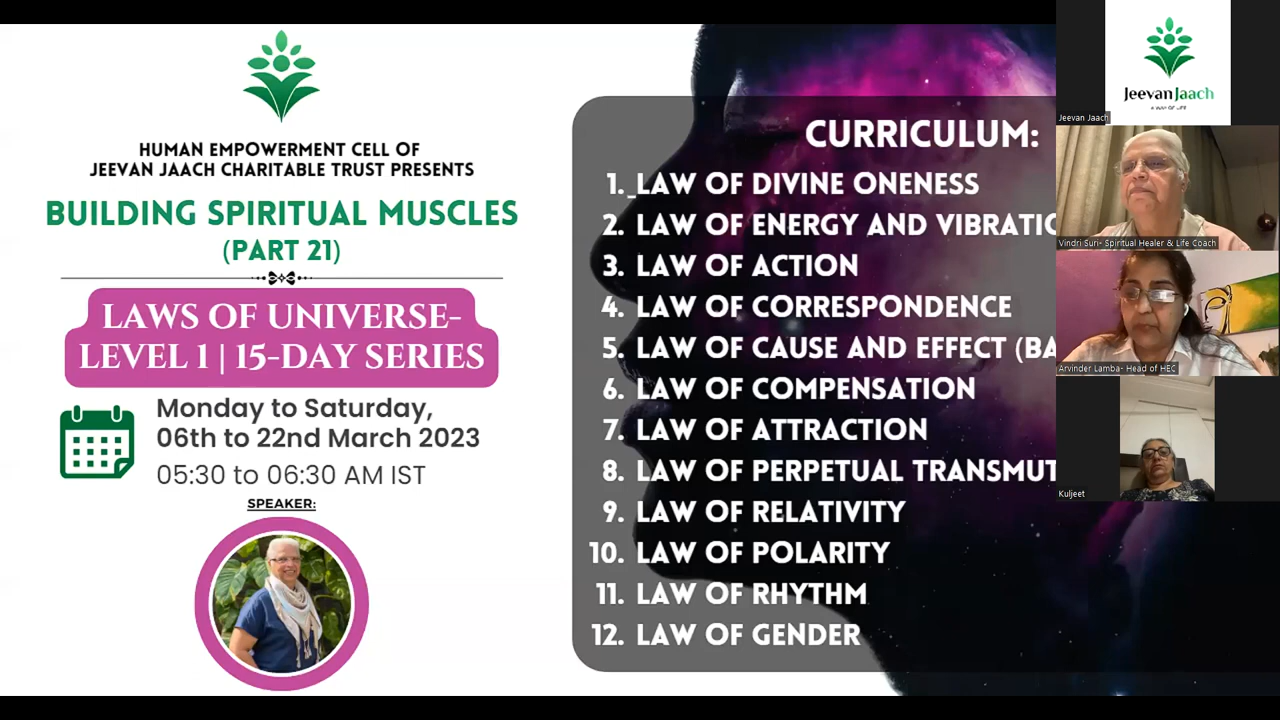 HUMAN EMPOWERMENT CELL OF
JEEVAN JAACH CHARITABLE TRUST PRESENTS
BUILDING SPIRITUAL MUSCLES
(PART 21)
LAWS OF UNIVERSE-
LEVEL 1 | 15-DAY SERIES
Monday to Saturday,
06th to 22nd March 2023
05:30 to 06:30 AM IST
SPEAKER:
CURRICULUM:
1. LAW OF DIVINE ONENESS
2. LAW OF ENERGY AND VIBRATIO
3. LAW OF ACTION
4. LAW OF CORRESPONDENCE
5. LAW OF CAUSE AND EFFECT (BA
6. LAW OF COMPENSATION
7. LAW OF ATTRACTION
8. LAW OF PERPETUAL TRANSMUT
9. LAW OF RELATIVITY
10. LAW OF POLARITY
11. LAW OF RHYTHM
12. LAW OF GENDER
JeevanJaach
A WAY OF LIFE
Jeevan Jaach
Vindri Suri- Spiritual Healer & Life Coach
Arvinder Lamba- Head of HEC
Kuljeet